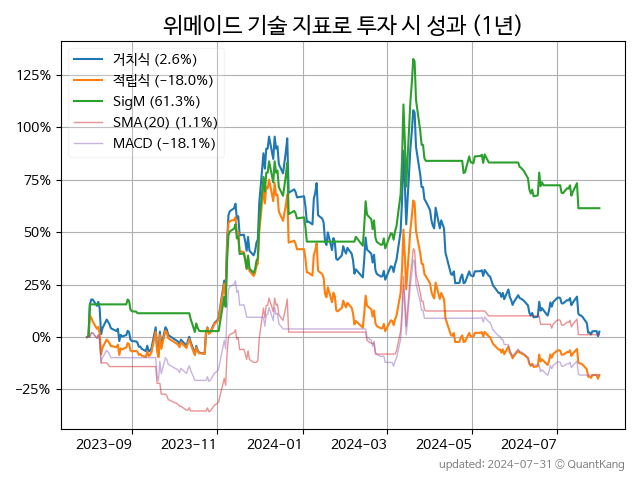 위메이드 기술 지표로 투자 시 성과 (1년)
거치식 (2.6%)
적립식 (−18.0%)
SigM (61.3%)
SMA(20) (1.1%)
MACD (−18.1%)
125%
100%
75%
50%
25%
0%
−25%
2023−09 2023−11 2024−01 2024−03 2024−05 2024−07
updated: 2024-07-31 © QuantKang